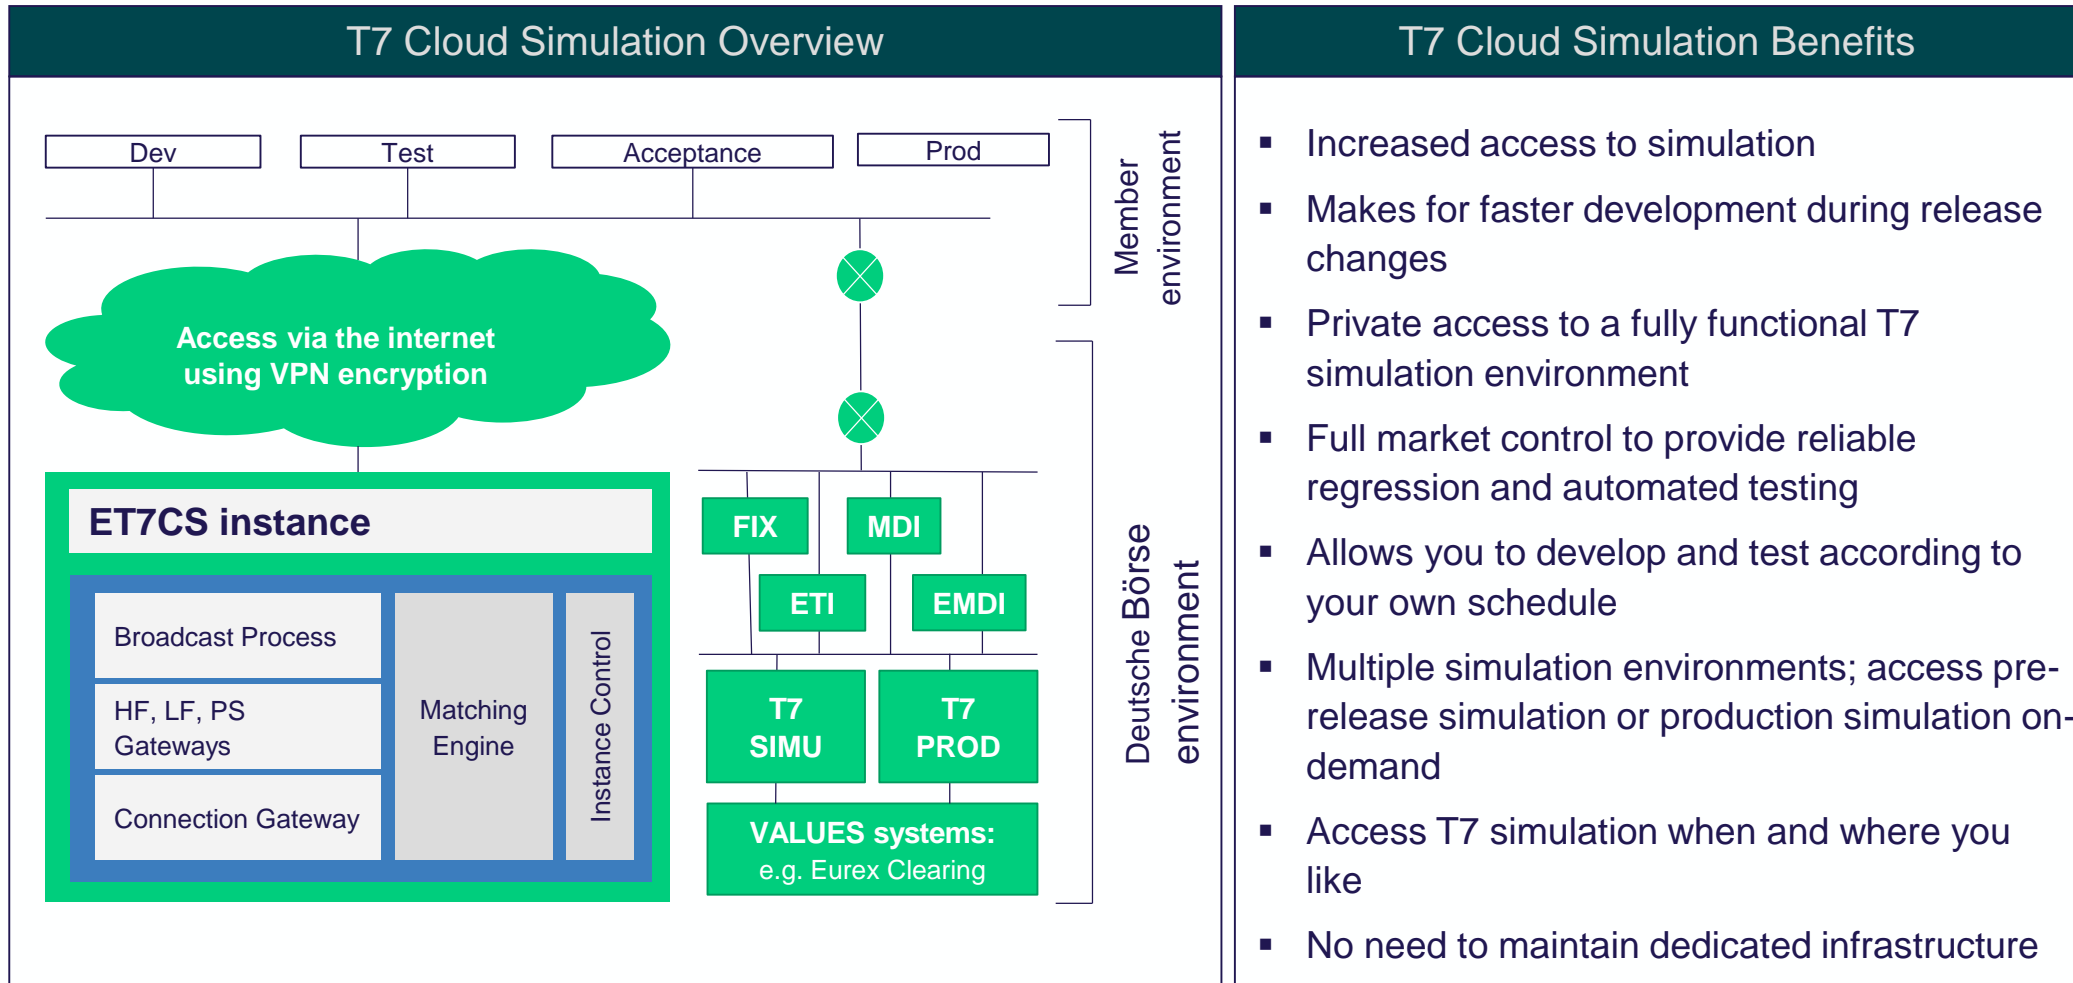 T7 Cloud Simulation Overview
Dev
Test
Acceptance
Prod
Member
environment
Access via the internet
using VPN encryption
ET7CS instance
Broadcast Process
HF, LF, PS
Gateways
Connection Gateway
Matching
Engine
Instance Control
FIX
MDI
ETI
EMDI
T7
SIMU
T7
PROD
VALUES systems:
e.g. Eurex Clearing
Deutsche Börse
environment
T7 Cloud Simulation Benefits
▪ Increased access to simulation
▪ Makes for faster development during release
changes
▪ Private access to a fully functional T7
simulation environment
▪ Full market control to provide reliable
regression and automated testing
▪ Allows you to develop and test according to
your own schedule
▪ Multiple simulation environments; access pre-
release simulation or production simulation on-
demand
▪ Access T7 simulation when and where you
like
▪ No need to maintain dedicated infrastructure